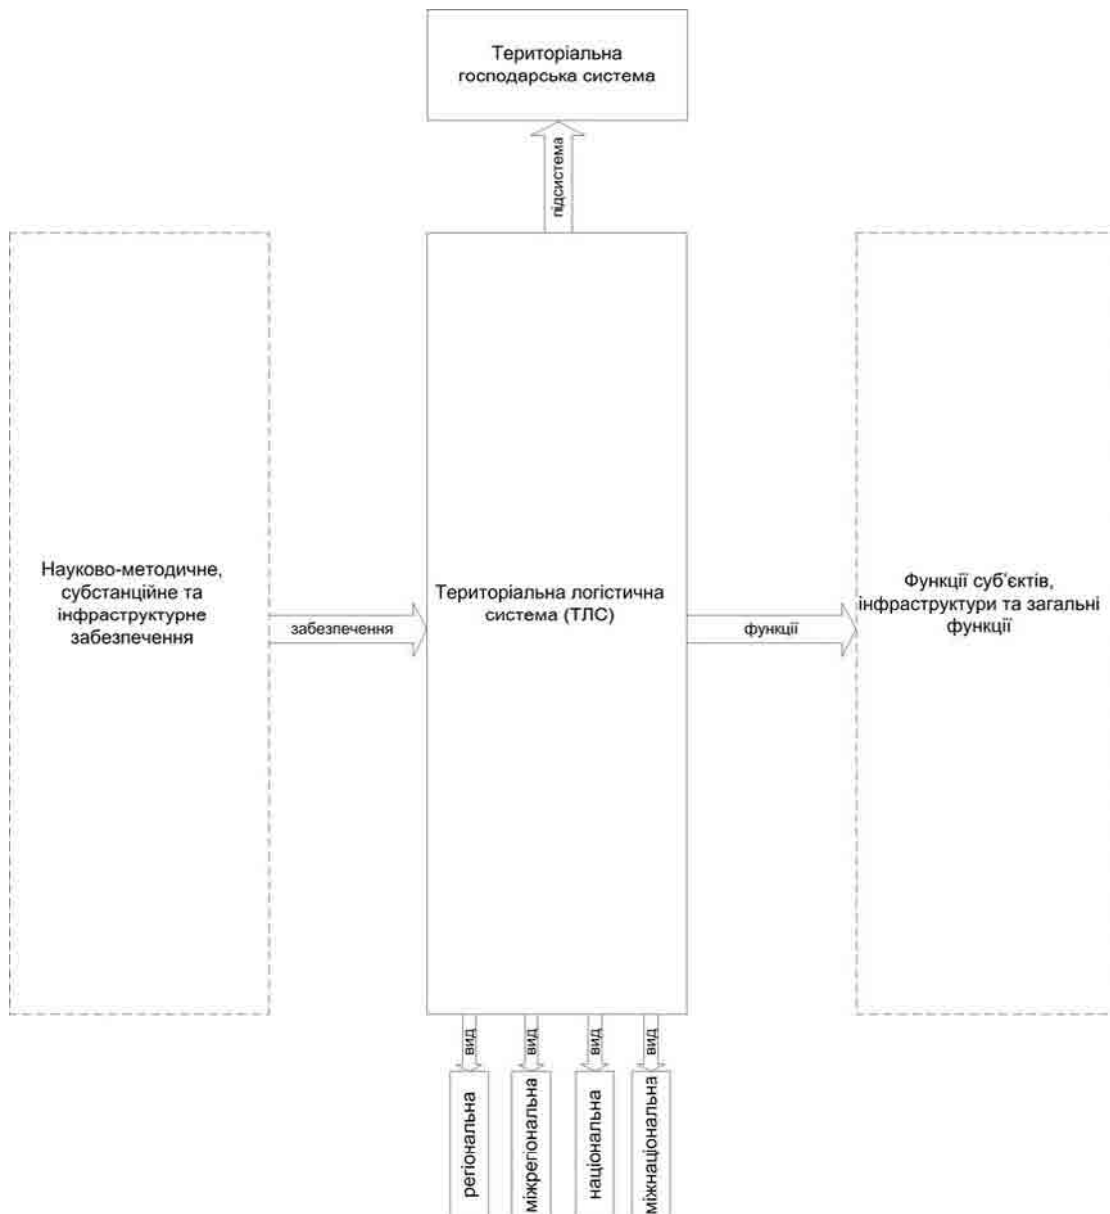 Територіальна
господарська система
підсистема
Науково-методичне,
субстанційне та
інфраструктурне
забезпечення
забезпечення
Територіальна логістична
система (ТЛС)
функції
Функції суб'єктів,
інфраструктури та загальні
функції
вид
вид
вид
вид
регіональна
міжрегіональна
національна
міжнаціональна